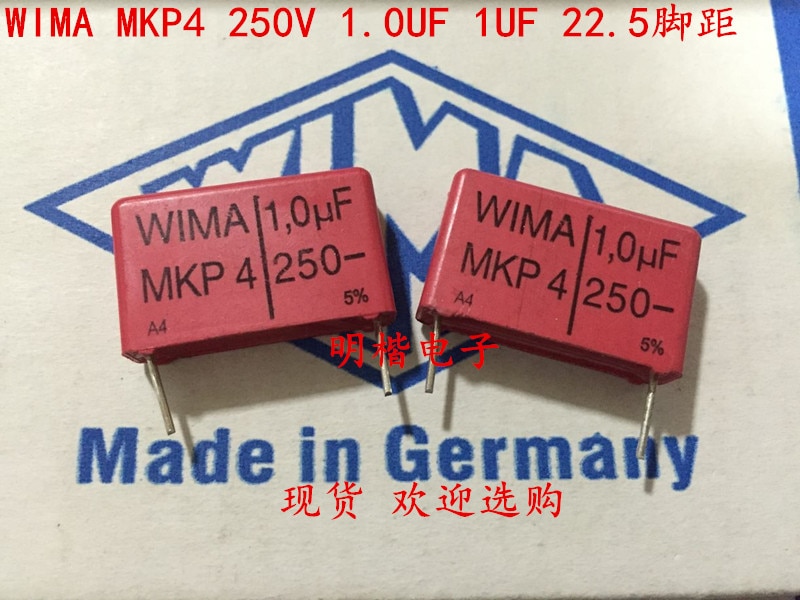 WIMA MKP4 250V 1.0UF 1UF 22.5脚距
WIMA
WIMA 1,0µF
MKP 4 250–
5%
A4
WIMA 1,0µF
MKP 4 250–
A4
5%
明楷电子
Made in Germany
现货 欢迎选购